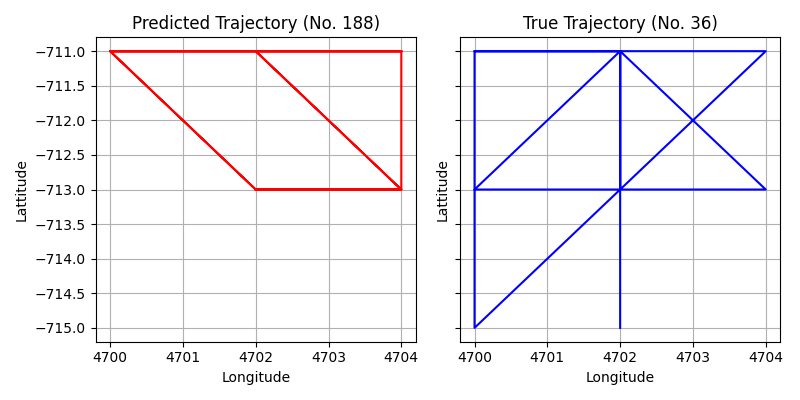 Predicted Trajectory (No. 188)
True Trajectory (No. 36)
−711.0
−711.5
−712.0
−712.5
−713.0
−713.5
−714.0
−714.5
−715.0
Lattitude
Lattitude
4700 4701 4702 4703 4704
4700 4701 4702 4703 4704
Longitude
Longitude